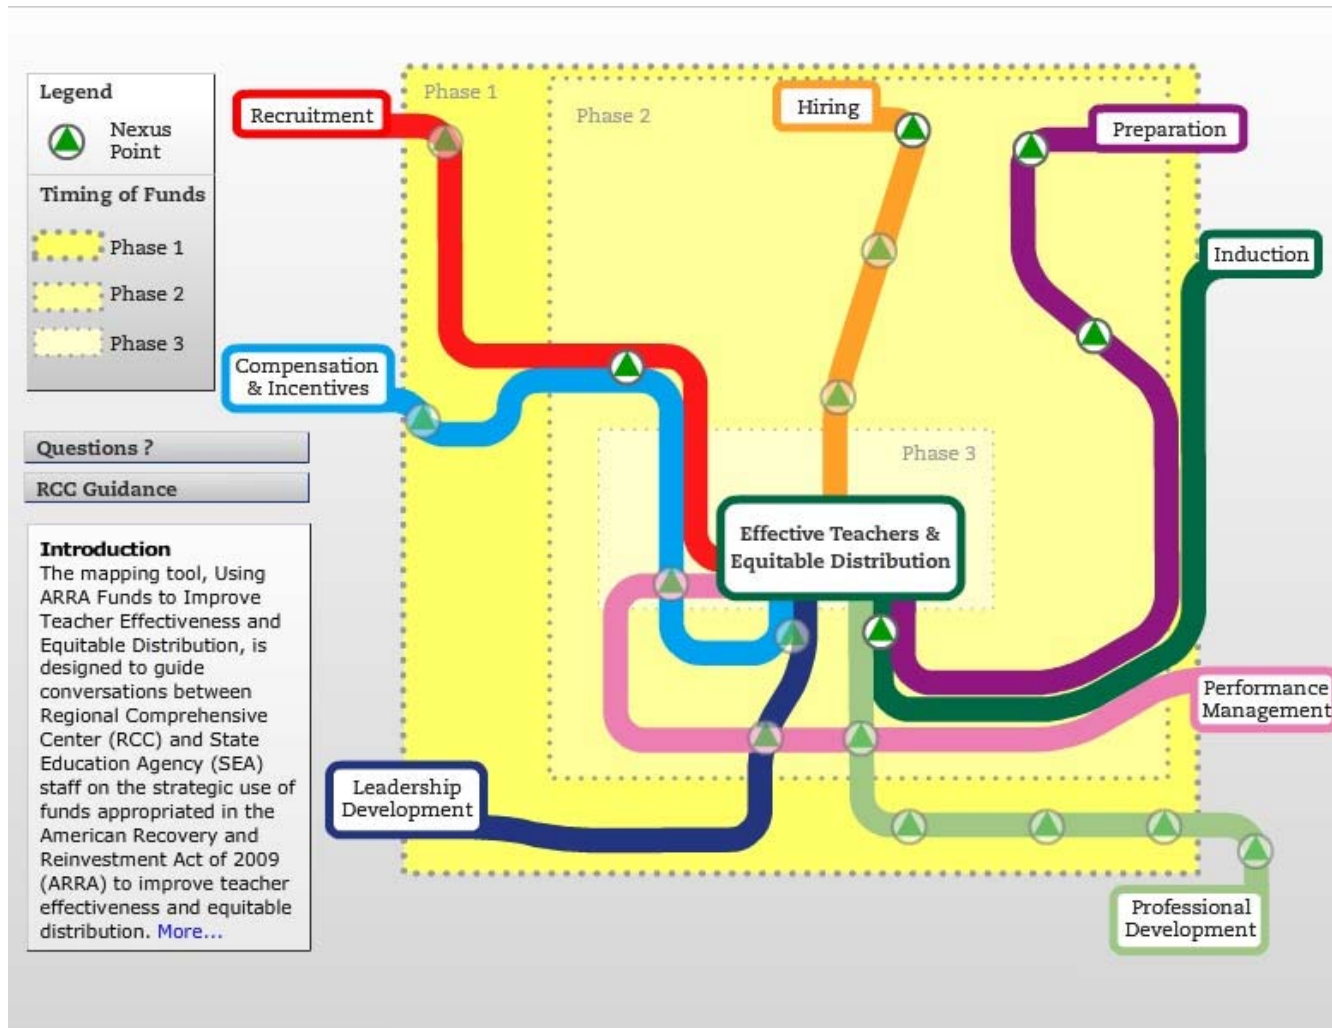 Legend
Nexus
Point
Timing of Funds
Phase 1
Phase 2
Phase 3
Questions ?
RCC Guidance
Introduction
The mapping tool, Using
ARRA Funds to Improve
Teacher Effectiveness and
Equitable Distribution, is
designed to guide
conversations between
Regional Comprehensive
Center (RCC) and State
Education Agency (SEA)
staff on the strategic use of
funds appropriated in the
American Recovery and
Reinvestment Act of 2009
(ARRA) to improve teacher
effectiveness and equitable
distribution. More...
Recruitment
Phase 1
Phase 2
Hiring
Preparation
Induction
Compensation
& Incentives
Phase 3
Effective Teachers &
Equitable Distribution
Performance
Management
Leadership
Development
Professional
Development